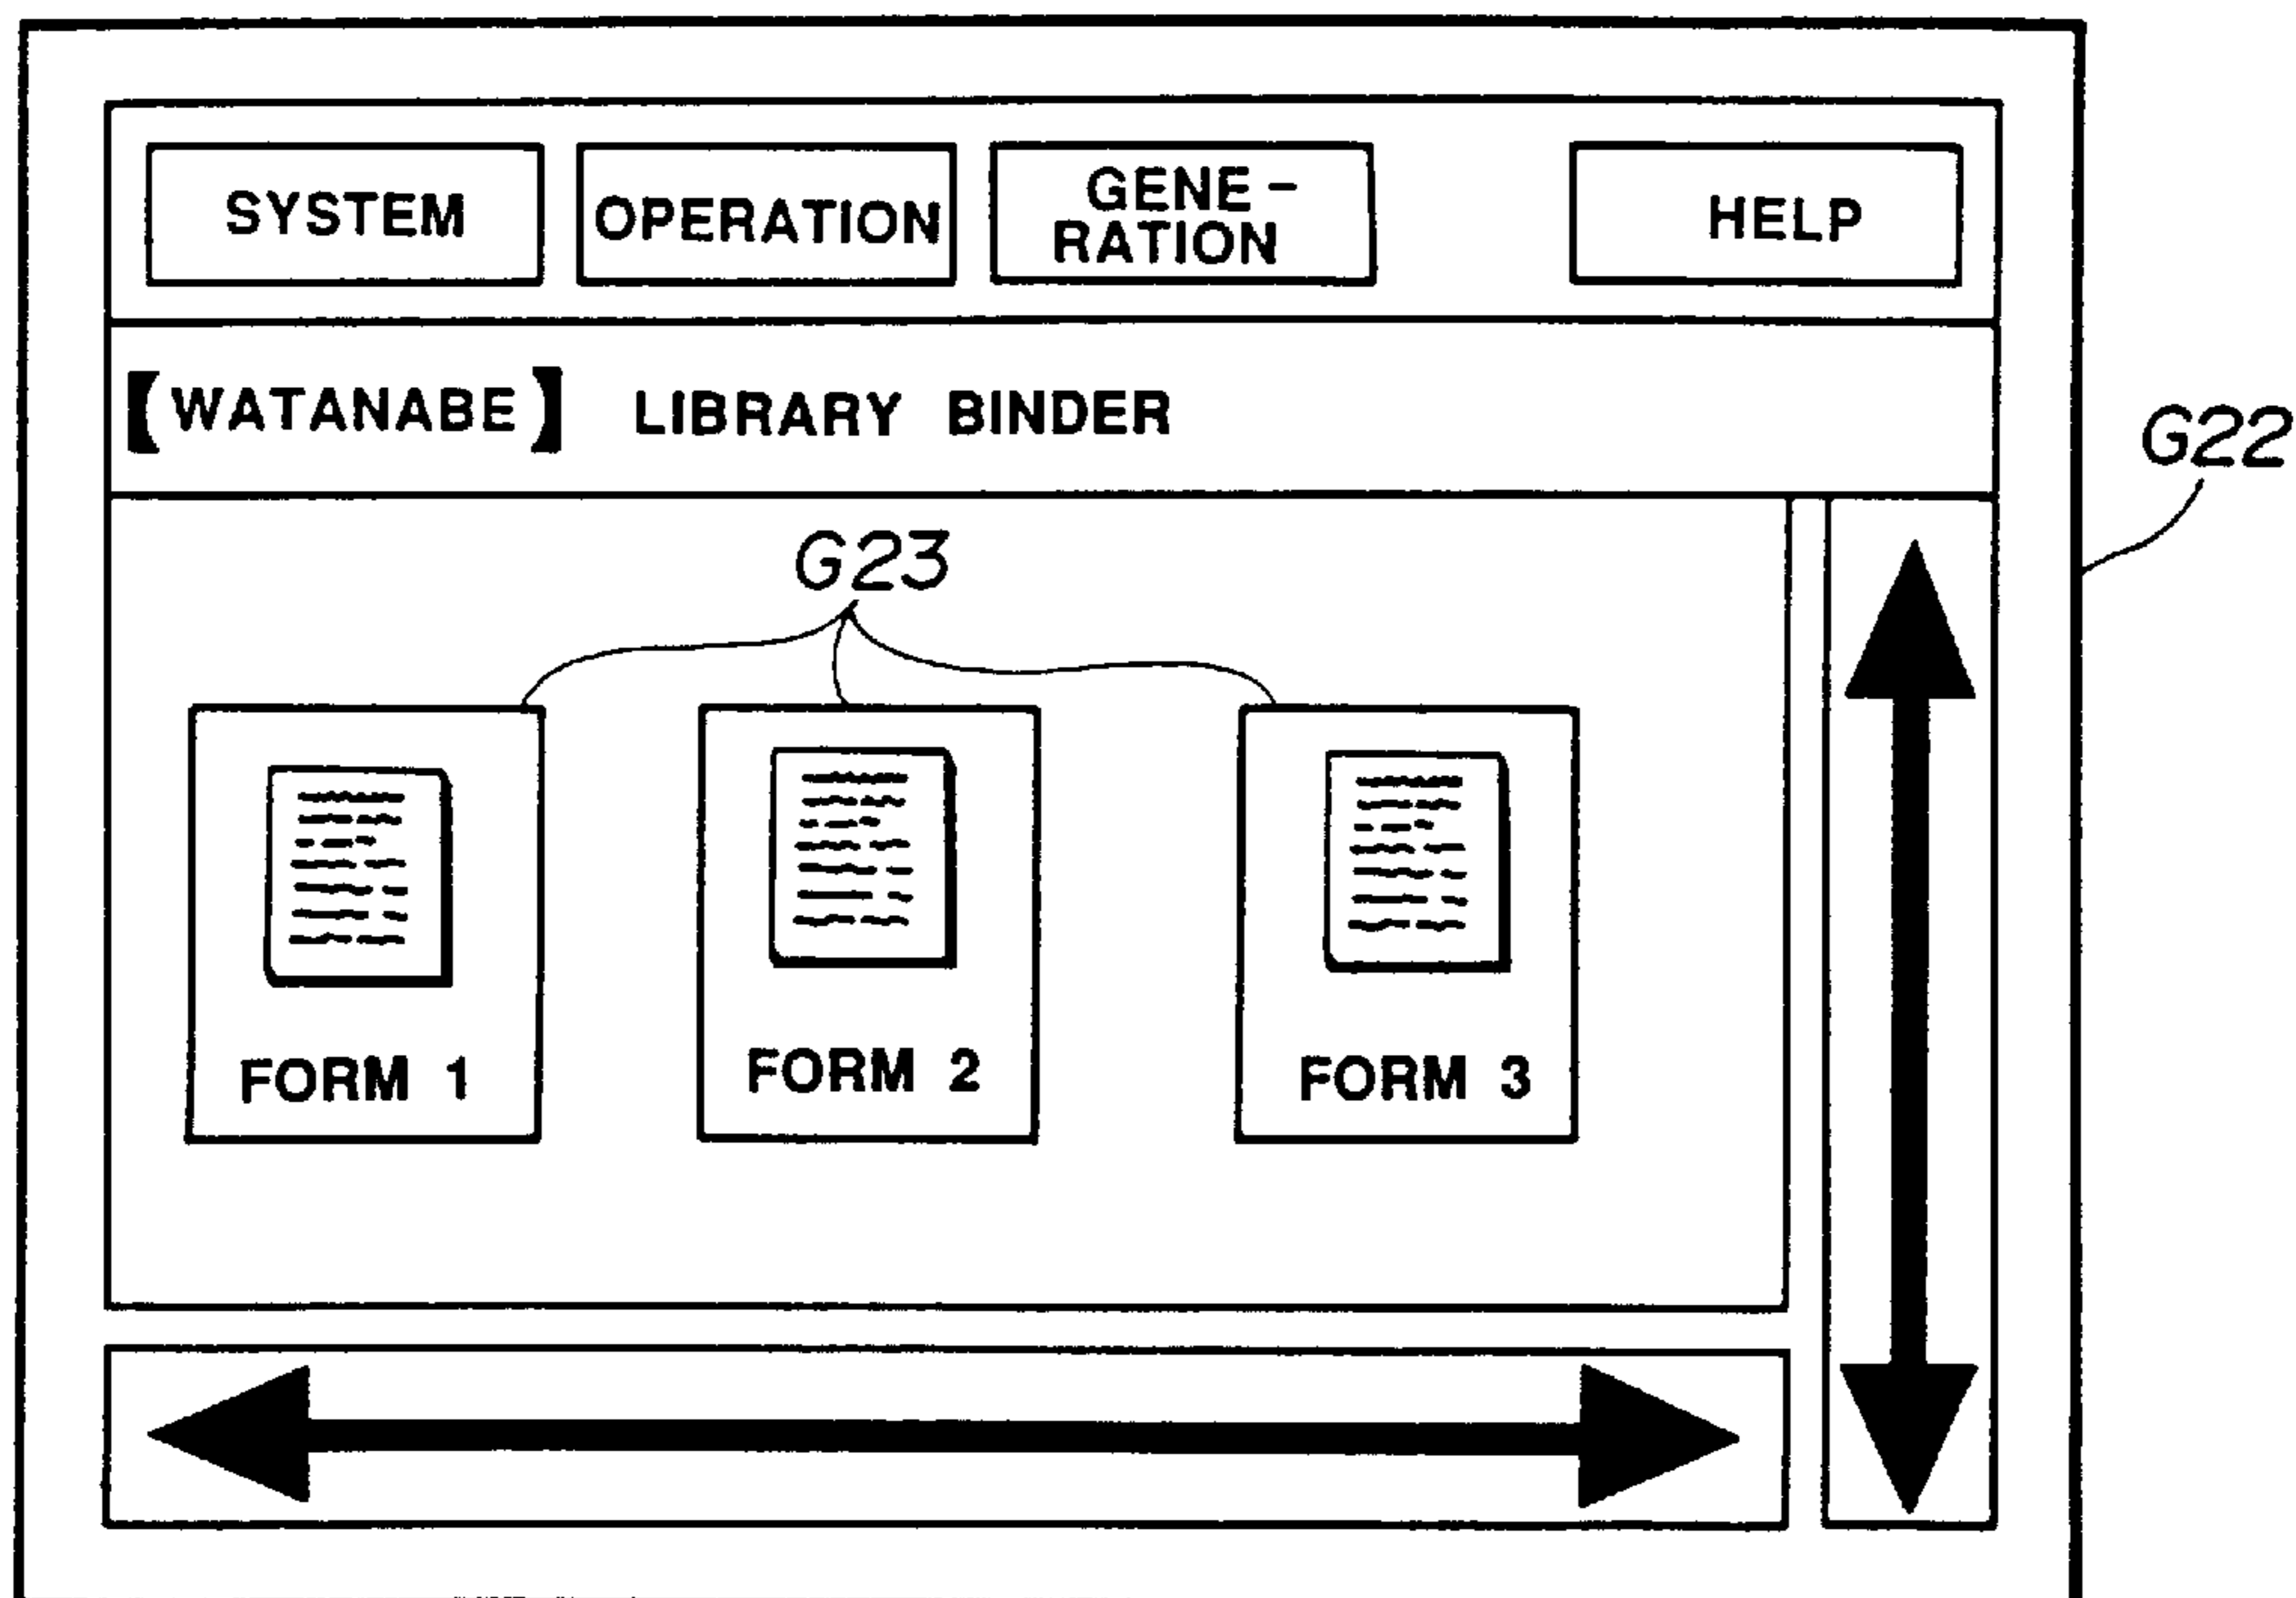 SYSTEM OPERATION GENE-
RATION HELP
【WATANABE】 LIBRARY BINDER
G22
G23
FORM 1 FORM 2 FORM 3